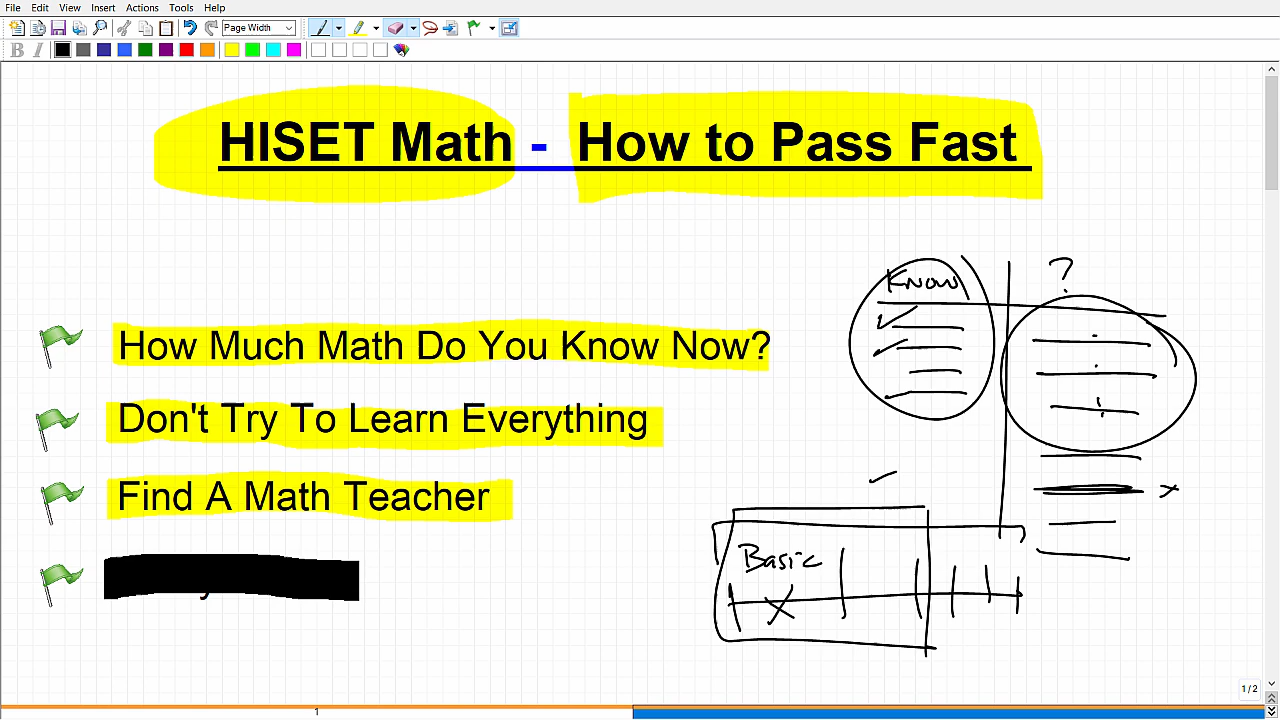 File Edit View Insert Actions Tools Help
Page Width
B I
HISET Math - How to Pass Fast
Know ?
How Much Math Do You Know Now?
Don't Try To Learn Everything
Find A Math Teacher
Basic
1/2
1